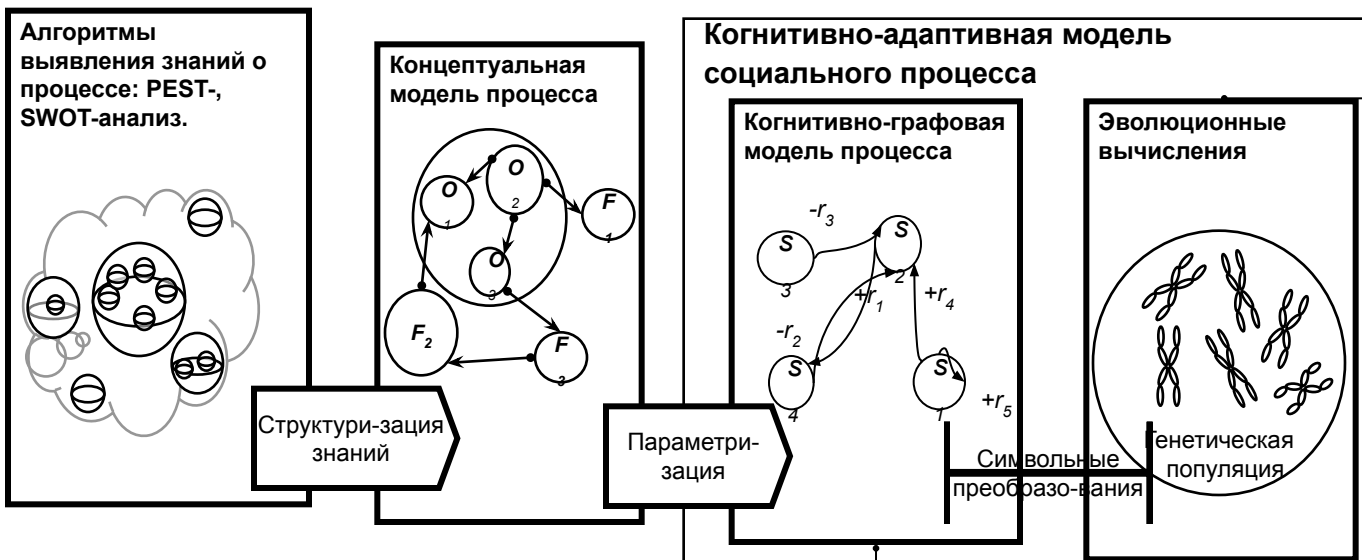 Алгоритмы
выявления знаний о
процессе: PEST-,
SWOT-анализ.
Структури-зация
знаний
Концептуальная
модель процесса
O
1
O
2
F
1
O
3
F2
F
3
Параметри-
зация
Когнитивно-адаптивная модель
социального процесса
Когнитивно-графовая
модель процесса
-r3
S
3
S
2
+r1
+r4
-r2
S
4
S
1
+r5
Символьные
преобразо-вания
Эволюционные
вычисления
Генетическая
популяция